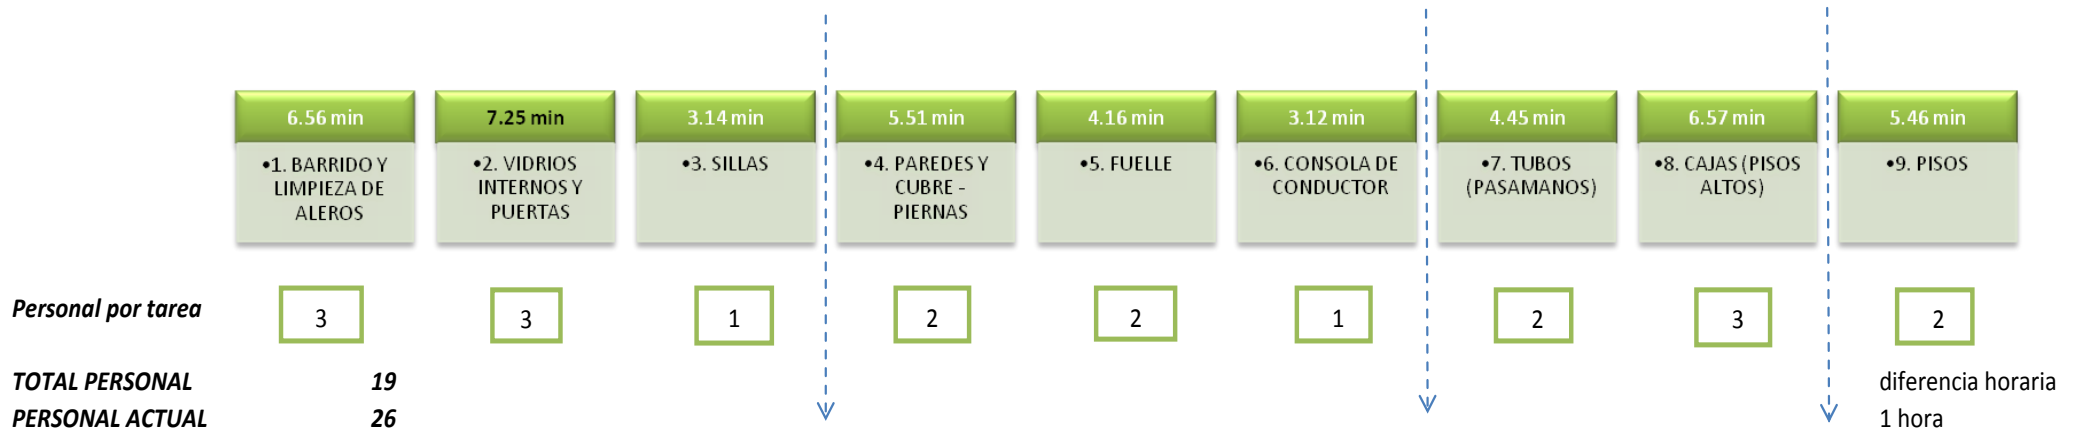 6.56 min
7.25 min
3.14 min
5.51 min
4.16 min
3.12 min
4.45 min
6.57 min
5.46 min
•1. BARRIDO Y
LIMPIEZA DE
ALEROS
•2. VIDRIOS
INTERNOS Y
PUERTAS
•3. SILLAS
•4. PAREDES Y
CUBRE -
PIERNAS
•5. FUELLE
•6. CONSOLA DE
CONDUCTOR
•7. TUBOS
(PASAMANOS)
•8. CAJAS (PISOS
ALTOS)
•9. PISOS
Personal por tarea
3
3
1
2
2
1
2
3
2
TOTAL PERSONAL 19
diferencia horaria
PERSONAL ACTUAL 26
1 hora